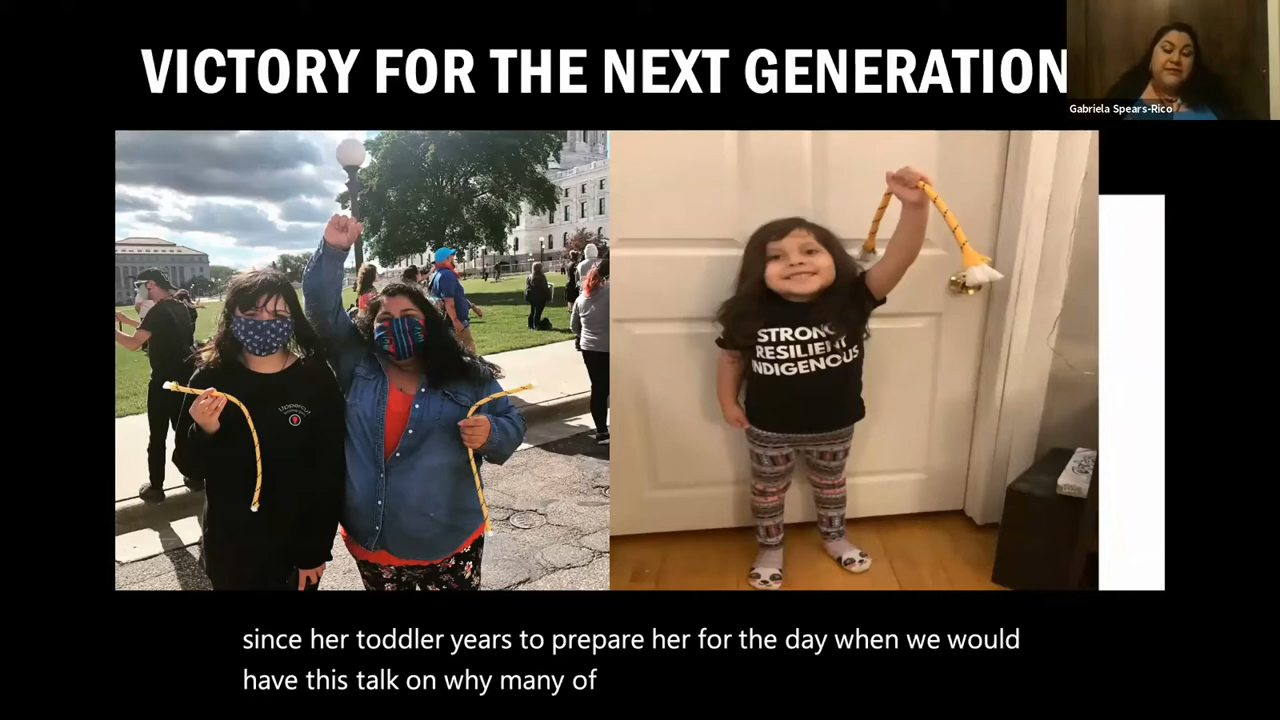 VICTORY FOR THE NEXT GENERATION
Gabriela Spears-Rico
Uppercut
STRONG
RESILIENT
INDIGENOUS
since her toddler years to prepare her for the day when we would
have this talk on why many of